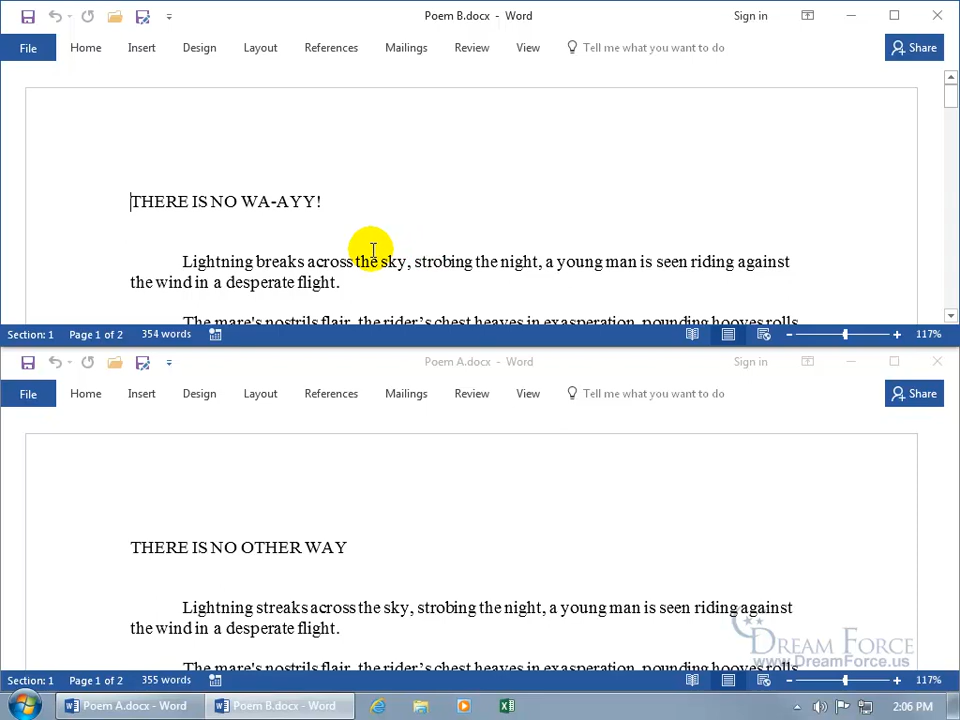 Poem B.docx - Word
Sign in
File Home Insert Design Layout References Mailings Review View Tell me what you want to do Share
THERE IS NO WA-AYY!
Lightning breaks across the sky, strobing the night, a young man is seen riding against
the wind in a desperate flight.
The mare's nostrils flair, the rider's chest heaves in exasperation, pounding hooves rolls
Section: 1 Page 1 of 2 354 words 117%
Poem A.docx - Word
Sign in
File Home Insert Design Layout References Mailings Review View Tell me what you want to do Share
THERE IS NO OTHER WAY
Lightning streaks across the sky, strobing the night, a young man is seen riding against
the wind in a desperate flight.
The mare's nostrils flair, the rider's chest heaves in exasperation, pounding hooves rolls
DREAM FORCE
www.DreamForce.us
Section: 1 Page 1 of 2 355 words 117%
Poem A.docx - Word Poem B.docx - Word 2:06 PM